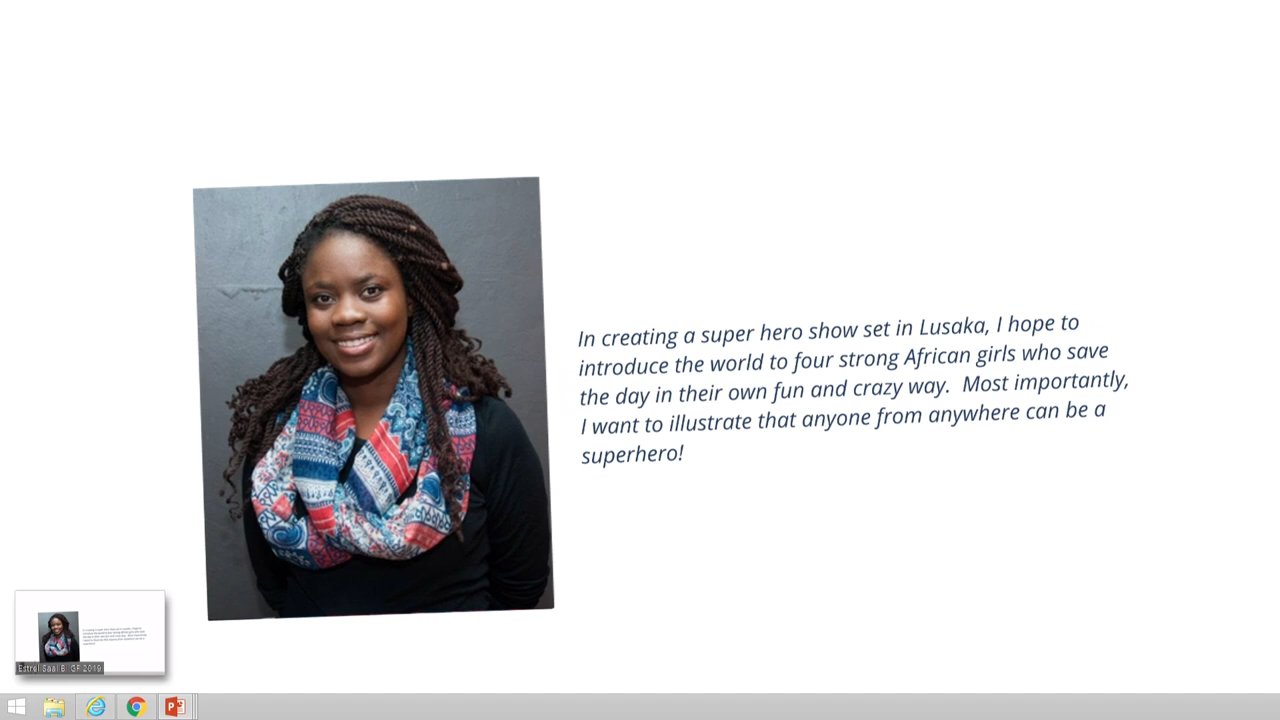 In creating a super hero show set in Lusaka, I hope to
introduce the world to four strong African girls who save
the day in their own fun and crazy way.  Most importantly,
I want to illustrate that anyone from anywhere can be a
superhero!